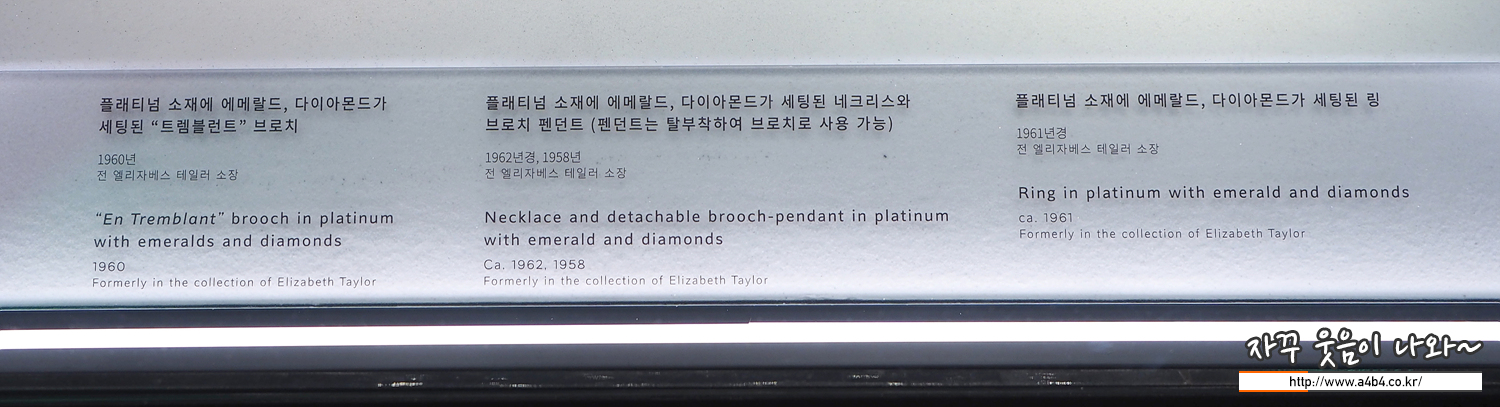 플래티넘 소재에 에메랄드, 다이아몬드가
세팅된 “트렘블런트” 브로치
1960년
전 엘리자베스 테일러 소장
“En Tremblant” brooch in platinum
with emeralds and diamonds
1960
Formerly in the collection of Elizabeth Taylor
플래티넘 소재에 에메랄드, 다이아몬드가 세팅된 네크리스와
브로치 펜던트 (펜던트는 탈부착하여 브로치로 사용 가능)
1962년경, 1958년
전 엘리자베스 테일러 소장
Necklace and detachable brooch-pendant in platinum
with emerald and diamonds
Ca. 1962, 1958
Formerly in the collection of Elizabeth Taylor
플래티넘 소재에 에메랄드, 다이아몬드가 세팅된 링
1961년경
전 엘리자베스 테일러 소장
Ring in platinum with emerald and diamonds
ca. 1961
Formerly in the collection of Elizabeth Taylor
자꾸 웃음이 나와~
http://www.a4b4.co.kr/